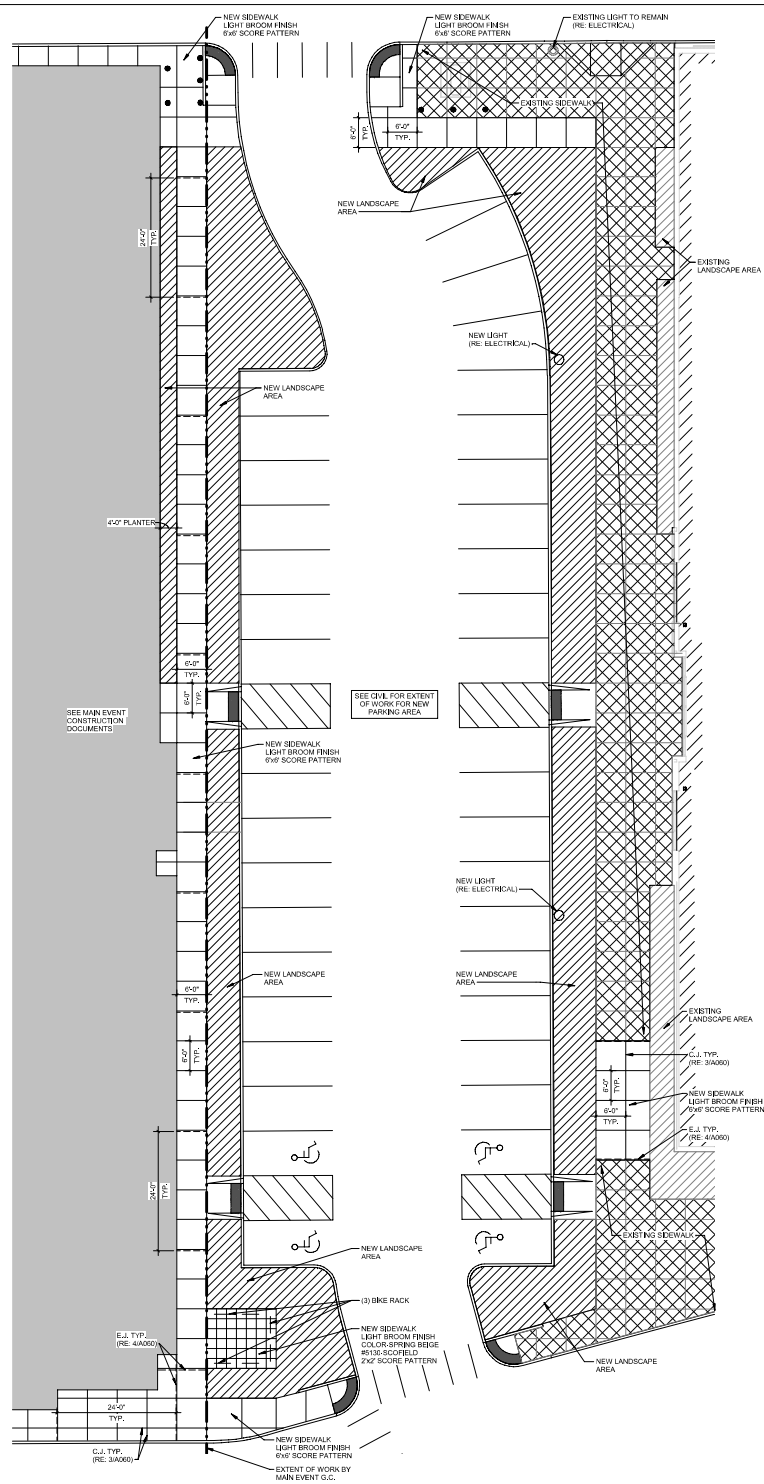 NEW SIDEWALK
LIGHT BROOM FINISH
6'x6' SCORE PATTERN
NEW SIDEWALK
LIGHT BROOM FINISH
6'x6' SCORE PATTERN
EXISTING LIGHT TO REMAIN
(RE: ELECTRICAL)
EXISTING SIDEWALK
6'-0"
TYP.
6'-0"
TYP.
NEW LANDSCAPE
AREA
24'-0"
TYP.
EXISTING
LANDSCAPE AREA
NEW LIGHT
(RE: ELECTRICAL)
NEW LANDSCAPE
AREA
4'-0" PLANTER
6'-0"
TYP.
6'-0"
TYP.
SEE CIVIL FOR EXTENT
OF WORK FOR NEW
PARKING AREA
SEE MAIN EVENT
CONSTRUCTION
DOCUMENTS
NEW SIDEWALK
LIGHT BROOM FINISH
6'x6' SCORE PATTERN
NEW LIGHT
(RE: ELECTRICAL)
NEW LANDSCAPE
AREA
NEW LANDSCAPE
AREA
6'-0"
TYP.
EXISTING
LANDSCAPE AREA
6'-0"
TYP.
C.J. TYP.
(RE: 3/A060)
6'-0"
TYP.
NEW SIDEWALK
LIGHT BROOM FINISH
6'x6' SCORE PATTERN
6'-0"
TYP.
E.J. TYP.
(RE: 4/A060)
24'-0"
TYP.
EXISTING SIDEWALK
NEW LANDSCAPE
AREA
(3) BIKE RACK
NEW SIDEWALK
LIGHT BROOM FINISH
COLOR-SPRING BEIGE
#5130-SCOFIELD
2'x2' SCORE PATTERN
E.J. TYP.
(RE: 4/A060)
NEW LANDSCAPE
AREA
24'-0"
TYP.
C.J. TYP.
(RE: 3/A060)
NEW SIDEWALK
LIGHT BROOM FINISH
6'x6' SCORE PATTERN
EXTENT OF WORK BY
MAIN EVENT G.C.